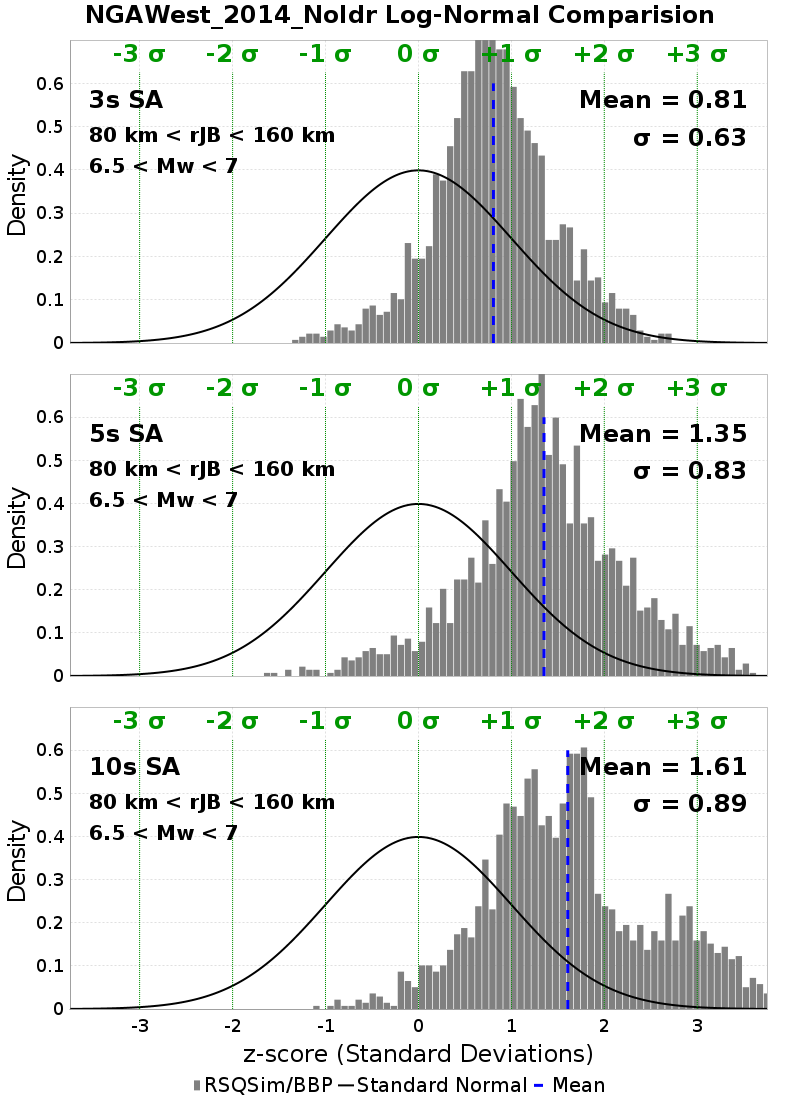 NGAWest_2014_NoIdr Log-Normal Comparision
-3 σ -2 σ -1 σ 0 σ +1 σ +2 σ +3 σ
3s SA
Mean = 0.81
80 km < rJB < 160 km
σ = 0.63
6.5 < Mw < 7
Density
0.6
0.5
0.4
0.3
0.2
0.1
0
-3 σ -2 σ -1 σ 0 σ +1 σ +2 σ +3 σ
5s SA
Mean = 1.35
80 km < rJB < 160 km
σ = 0.83
6.5 < Mw < 7
Density
0.6
0.5
0.4
0.3
0.2
0.1
0
-3 σ -2 σ -1 σ 0 σ +1 σ +2 σ +3 σ
10s SA
Mean = 1.61
80 km < rJB < 160 km
σ = 0.89
6.5 < Mw < 7
Density
0.6
0.5
0.4
0.3
0.2
0.1
0
-3 -2 -1 0 1 2 3
z-score (Standard Deviations)
RSQSim/BBP Standard Normal Mean